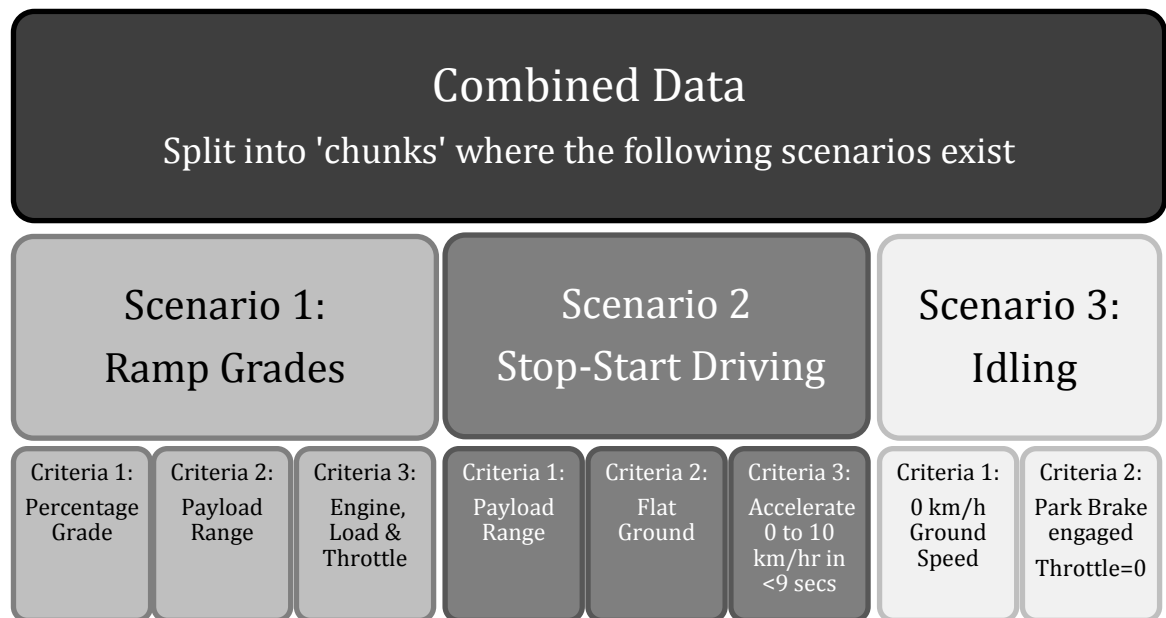 Combined Data
Split into 'chunks' where the following scenarios exist
Scenario 1:
Ramp Grades
Scenario 2
Stop-Start Driving
Scenario 3:
Idling
Criteria 1:
Percentage
Grade
Criteria 2:
Payload
Range
Criteria 3:
Engine,
Load &
Throttle
Criteria 1:
Payload
Range
Criteria 2:
Flat
Ground
Criteria 3:
Accelerate
0 to 10
km/hr in
<9 secs
Criteria 1:
0 km/h
Ground
Speed
Criteria 2:
Park Brake
engaged
Throttle=0